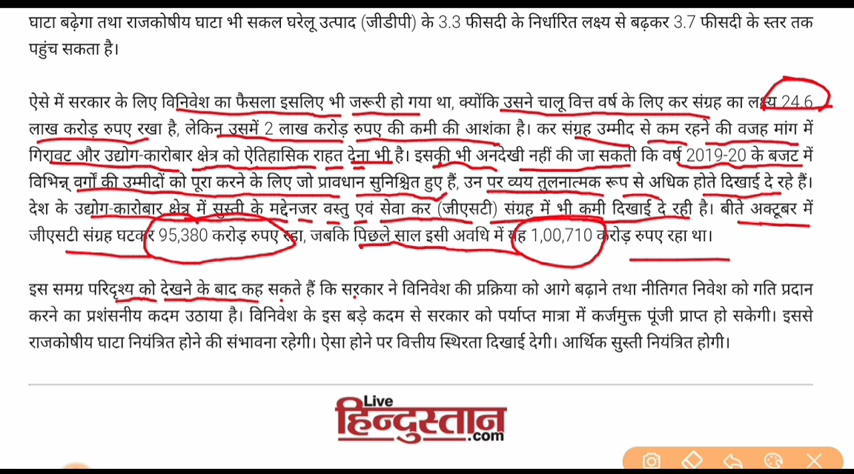 घाटा बढ़ेगा तथा राजकोषीय घाटा भी सकल घरेलू उत्पाद (जीडीपी) के 3.3 फीसदी के निर्धारित लक्ष्य से बढ़कर 3.7 फीसदी के स्तर तक
पहुंच सकता है।
ऐसे में सरकार के लिए विनिवेश का फैसला इसलिए भी जरूरी हो गया था, क्योंकि उसने चालू वित्त वर्ष के लिए कर संग्रह का लक्ष्य 24.6
लाख करोड़ रुपए रखा है, लेकिन उसमें 2 लाख करोड़ रुपए की कमी की आशंका है। कर संग्रह उम्मीद से कम रहने की वजह मांग में
गिरावट और उद्योग-कारोबार क्षेत्र को ऐतिहासिक राहत देना भी है। इसकी भी अनदेखी नहीं की जा सकती कि वर्ष 2019-20 के बजट में
विभिन्न वर्गों की उम्मीदों को पूरा करने के लिए जो प्रावधान सुनिश्चित हुए हैं, उन पर व्यय तुलनात्मक रूप से अधिक होते दिखाई दे रहे हैं।
देश के उद्योग-कारोबार क्षेत्र में सुस्ती के मद्देनजर वस्तु एवं सेवा कर (जीएसटी) संग्रह में भी कमी दिखाई दे रही है। बीते अक्टूबर में
जीएसटी संग्रह घटकर 95,380 करोड़ रुपए रहा, जबकि पिछले साल इसी अवधि में यह 1,00,710 करोड़ रुपए रहा था।
इस समग्र परिदृश्य को देखने के बाद कह सकते हैं कि सरकार ने विनिवेश की प्रक्रिया को आगे बढ़ाने तथा नीतिगत निवेश को गति प्रदान
करने का प्रशंसनीय कदम उठाया है। विनिवेश के इस बड़े कदम से सरकार को पर्याप्त मात्रा में कर्जमुक्त पूंजी प्राप्त हो सकेगी। इससे
राजकोषीय घाटा नियंत्रित होने की संभावना रहेगी। ऐसा होने पर वित्तीय स्थिरता दिखाई देगी। आर्थिक सुस्ती नियंत्रित होगी।
Live
हिन्दुस्तान
.com